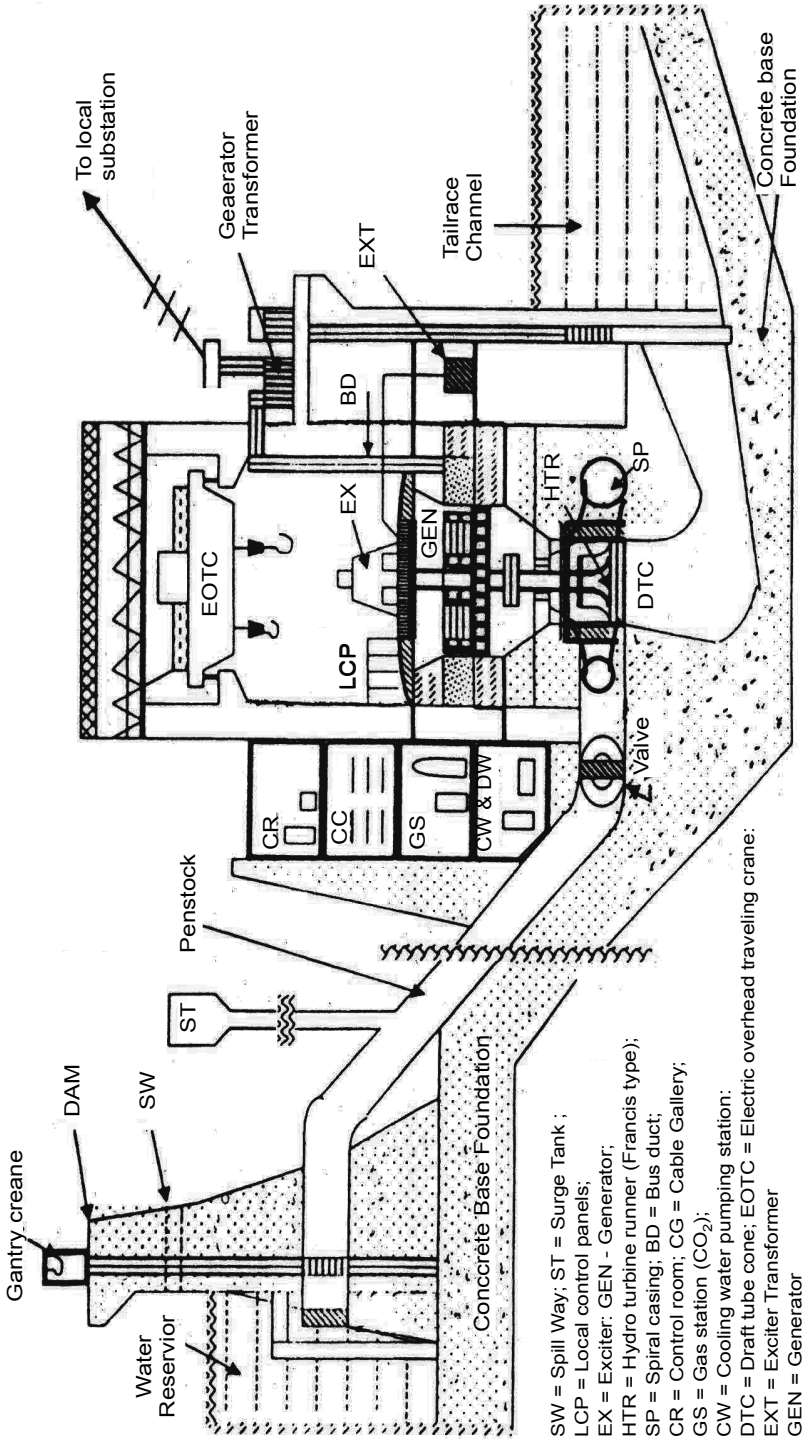 Gantry creane
DAM
SW
Water
Reservior
ST
Penstock
Conccrete Base Foundation
CR
CC
GS
CW & DW
Valve
EOTC
LCP
EX
GEN
BD
HTR
SP
DTC
EXT
Geaerator
Transformer
To local
substation
Tailrace
Channel
Concrete base
Foundation
SW = Spill Way; ST = Surge Tank ;
LCP = Local control panels;
EX = Exciter: GEN - Generator;
HTR = Hydro turbine runner (Francis type);
SP = Spiral casing; BD = Bus duct;
CR = Control room; CG = Cable Gallery;
GS = Gas station (CO₂);
CW = Cooling water pumping station:
DTC = Draft tube cone; EOTC = Electric overhead traveling crane:
EXT = Exciter Transformer
GEN = Generator